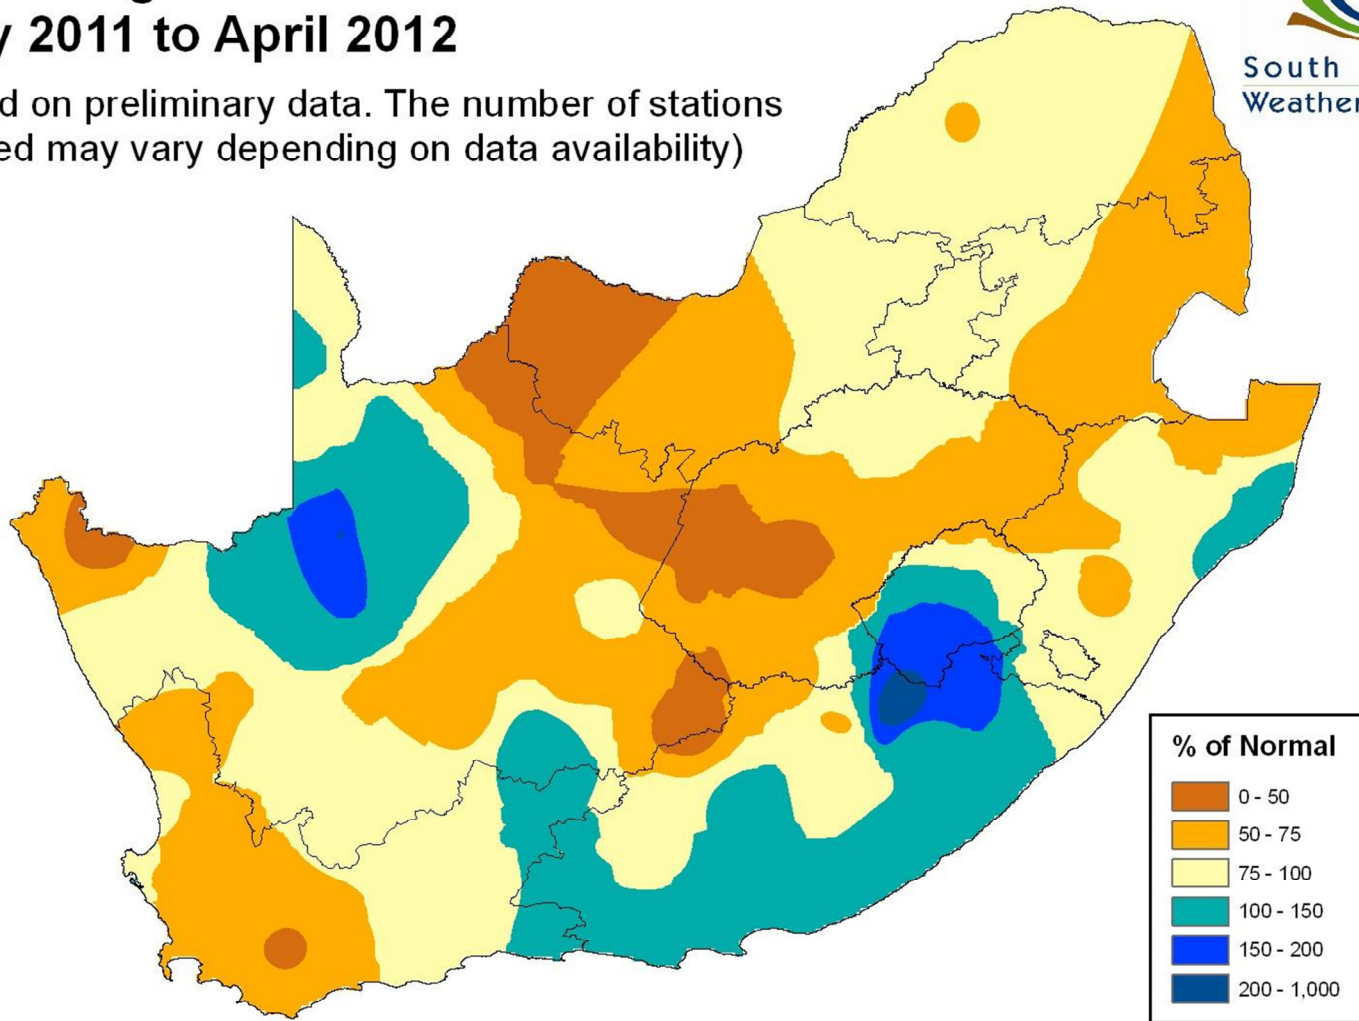 y 2011 to April 2012
d on preliminary data. The number of stations
ed may vary depending on data availability)
South
Weather
% of Normal
0 - 50
50 - 75
75 - 100
100 - 150
150 - 200
200 - 1,000